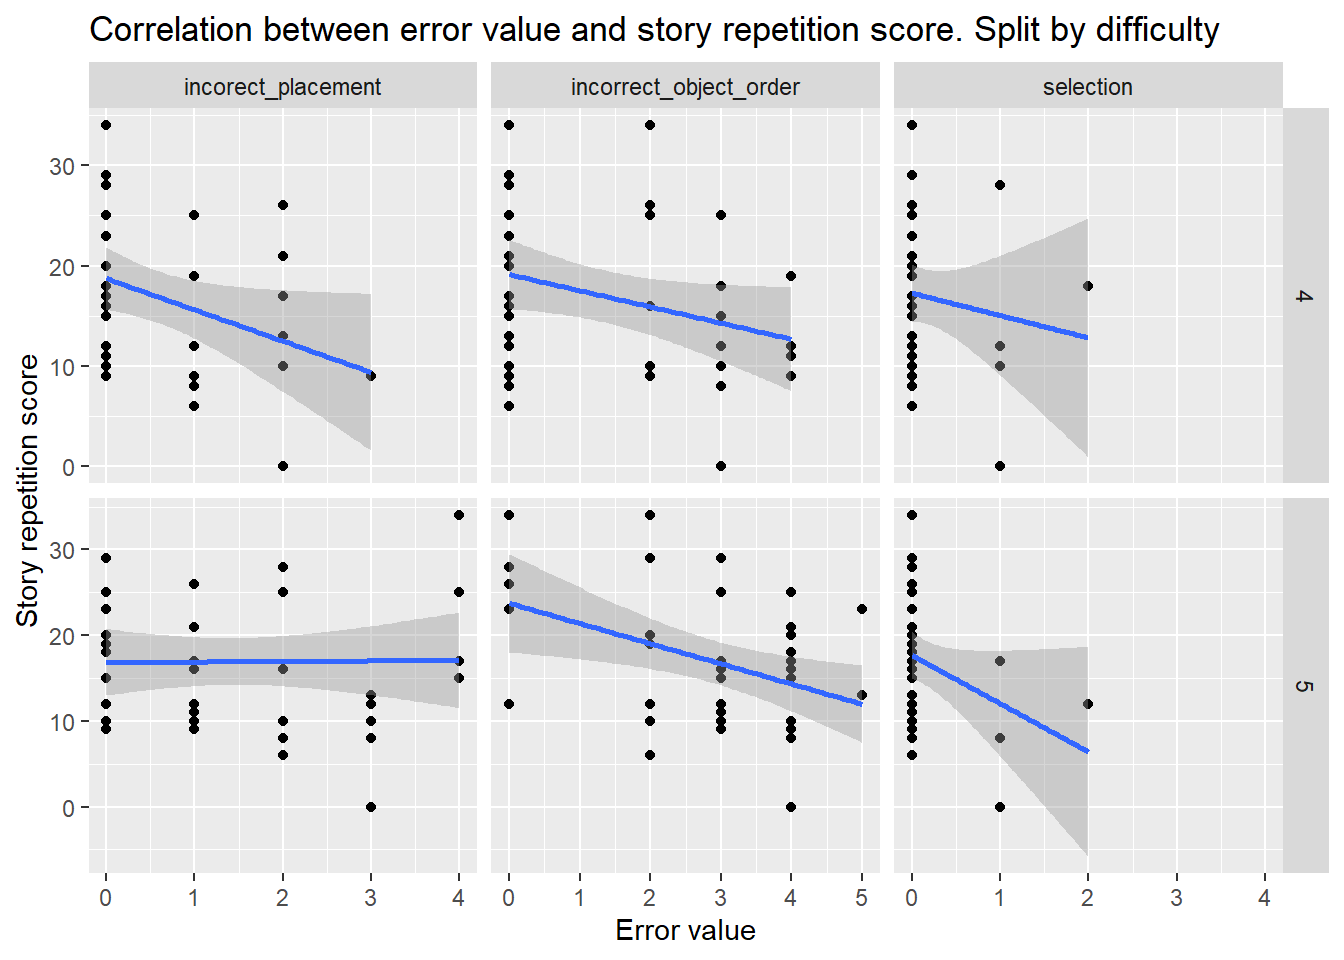 Correlation between error value and story repetition score. Split by difficulty
incorect_placement incorrect_object_order selection
Story repetition score
30
20
10
0
4
30
20
10
0
5
0 1 2 3 4 0 1 2 3 4 5 0 1 2 3 4
Error value